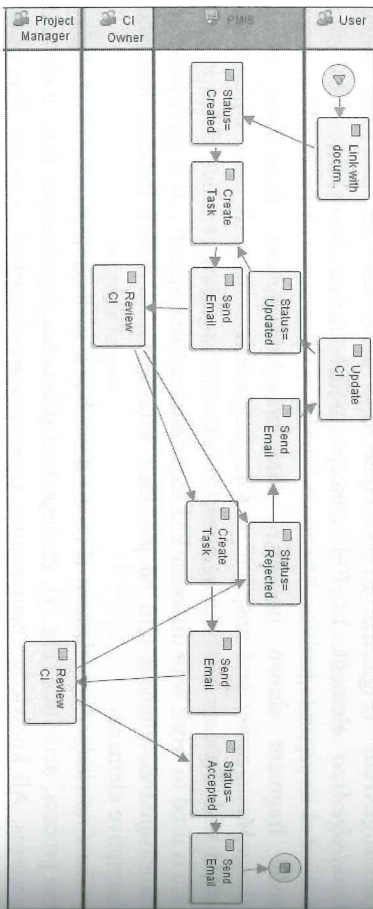 User
Link with
docum..
Update
CI
PMIS
Status=
Created
Create
Task
Send
Email
Status=
Updated
Send
Email
Status=
Rejected
Create
Task
Send
Email
Status=
Accepted
Send
Email
CI
Owner
Review
CI
Project
Manager
Review
CI